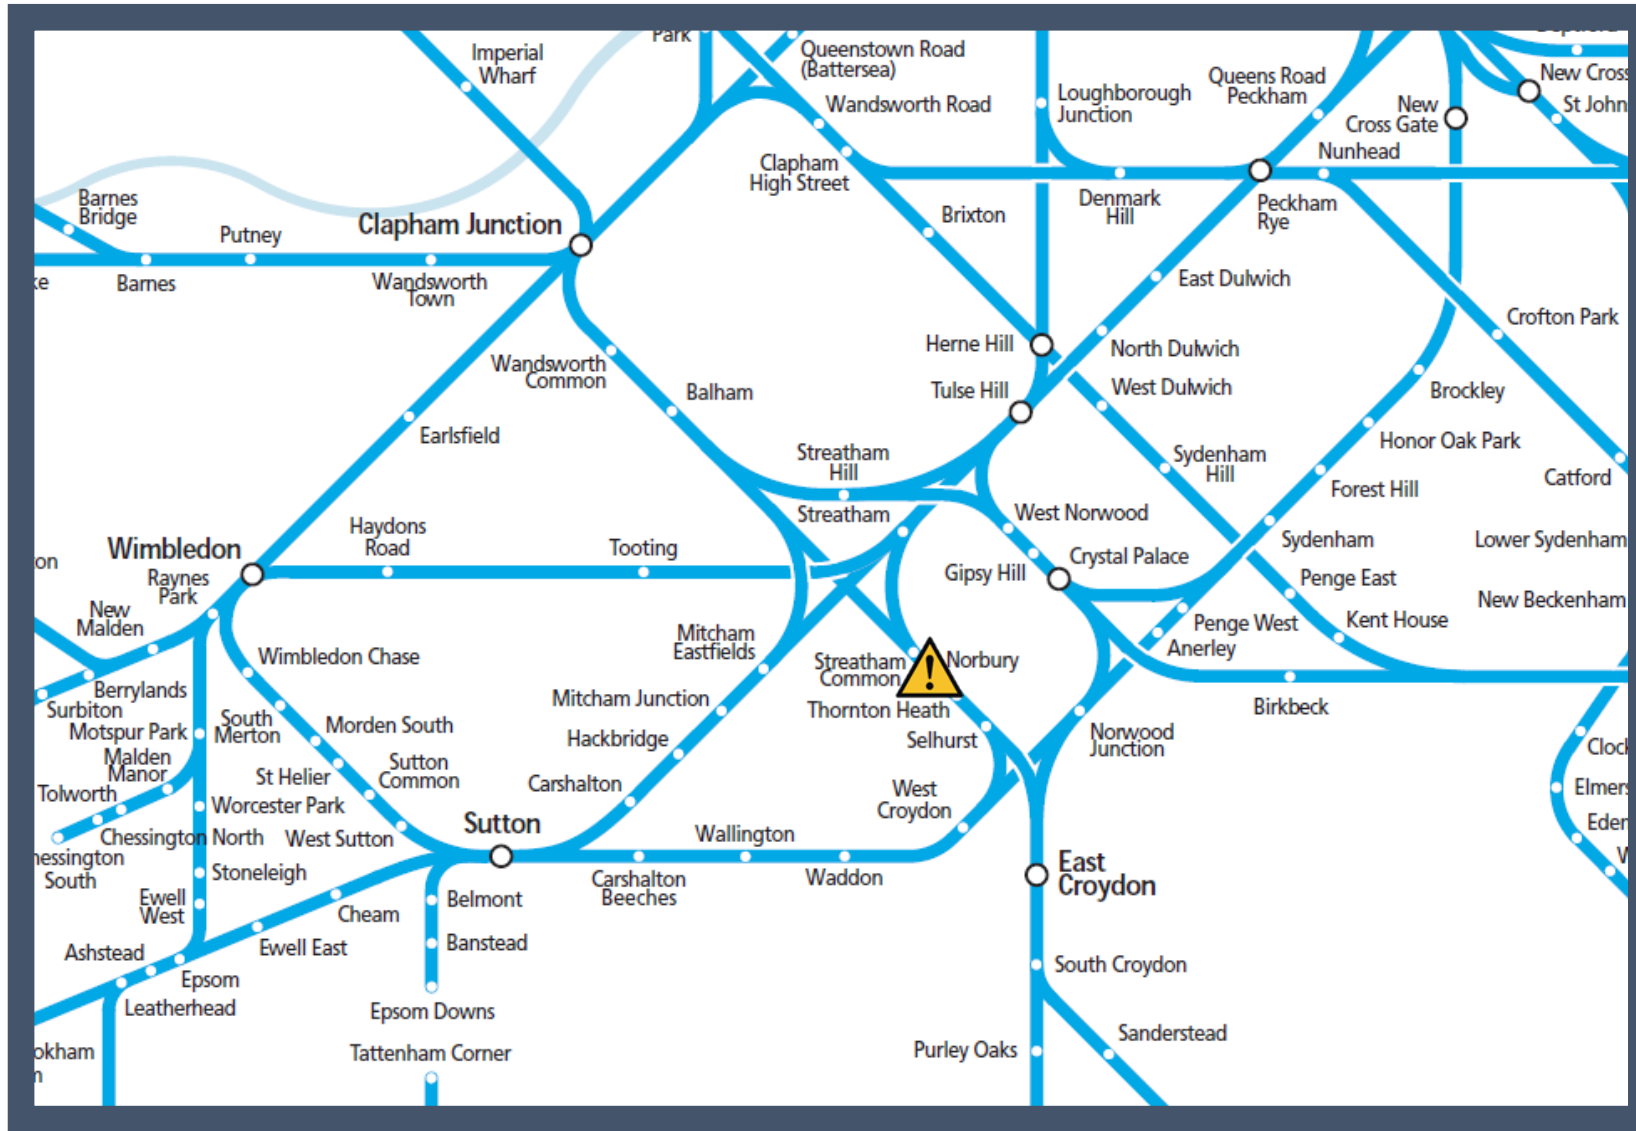 Park
Imperial
Wharf
Queenstown Road
(Battersea)
Wandsworth Road
Loughborough
Junction
Queens Road
Peckham
New
Cross Gate
New Cross
St John
Nunhead
Clapham
High Street
Barnes
Bridge
Putney
Clapham Junction
Brixton
Denmark
Hill
Peckham
Rye
Barnes
Wandsworth
Town
East Dulwich
Crofton Park
Herne Hill
North Dulwich
Wandsworth
Common
Balham
Tulse Hill
West Dulwich
Brockley
Earlsfield
Honor Oak Park
Streatham
Hill
Sydenham
Hill
Catford
Forest Hill
Streatham
West Norwood
Haydons
Road
Tooting
Wimbledon
Sydenham
Lower Sydenham
on
Raynes
Park
Gipsy Hill
Crystal Palace
Penge East
New Beckenham
New
Malden
Penge West
Kent House
Mitcham
Eastfields
Anerley
Wimbledon Chase
Streatham
Common
!
Norbury
Berrylands
Surbiton
Mitcham Junction
Thornton Heath
Birkbeck
Motspur Park
South
Merton
Morden South
Hackbridge
Selhurst
Norwood
Junction
Malden
Manor
St Helier
Sutton
Common
Carshalton
West
Croydon
Clock
Elmers
Tolworth
Worcester Park
Sutton
Wallington
Eden
Chessington North
West Sutton
hessington
South
Stoneleigh
East
Croydon
Ewell
West
Belmont
Carshalton
Beeches
Waddon
Cheam
Ashstead
Ewell East
Banstead
South Croydon
Epsom
Leatherhead
Epsom Downs
Sanderstead
okham
Tattenham Corner
Purley Oaks